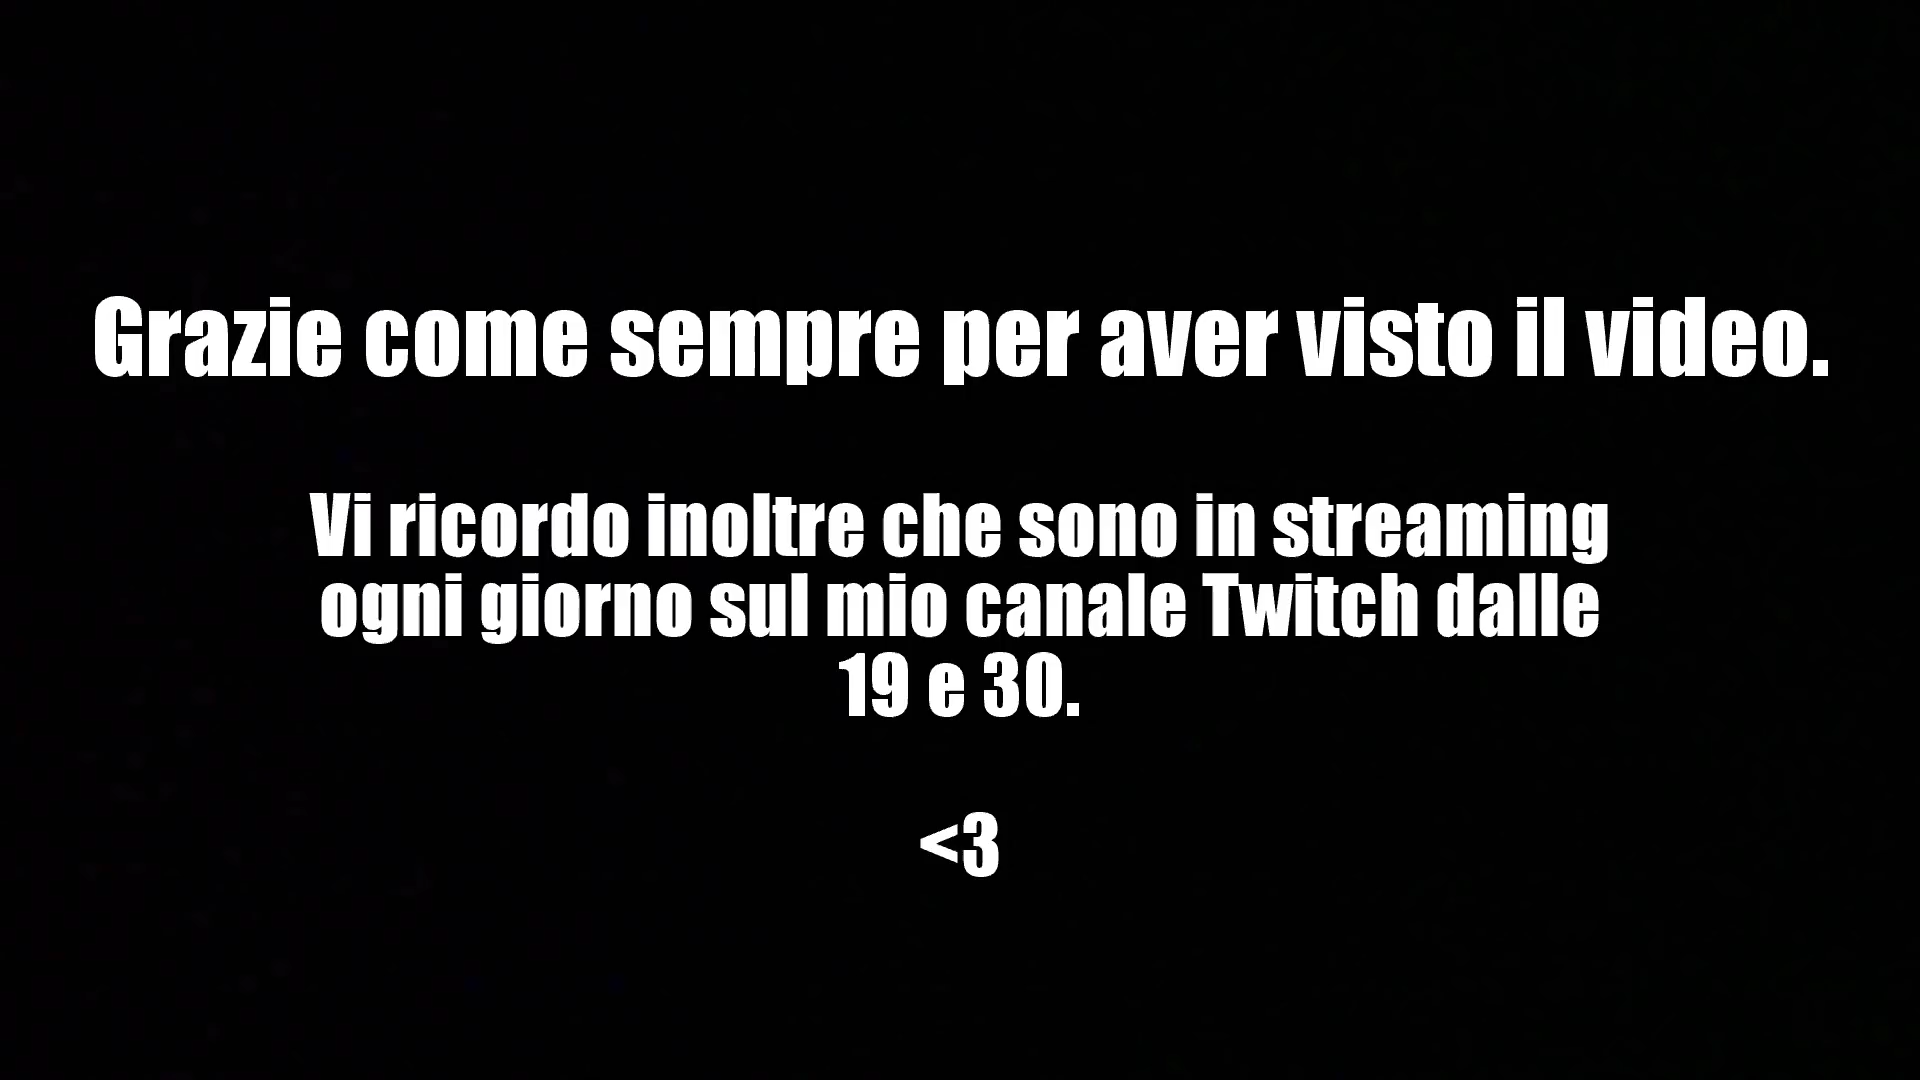 Grazie come sempre per aver visto il video.
Vi ricordo inoltre che sono in streaming
ogni giorno sul mio canale Twitch dalle
19 e 30.
<3